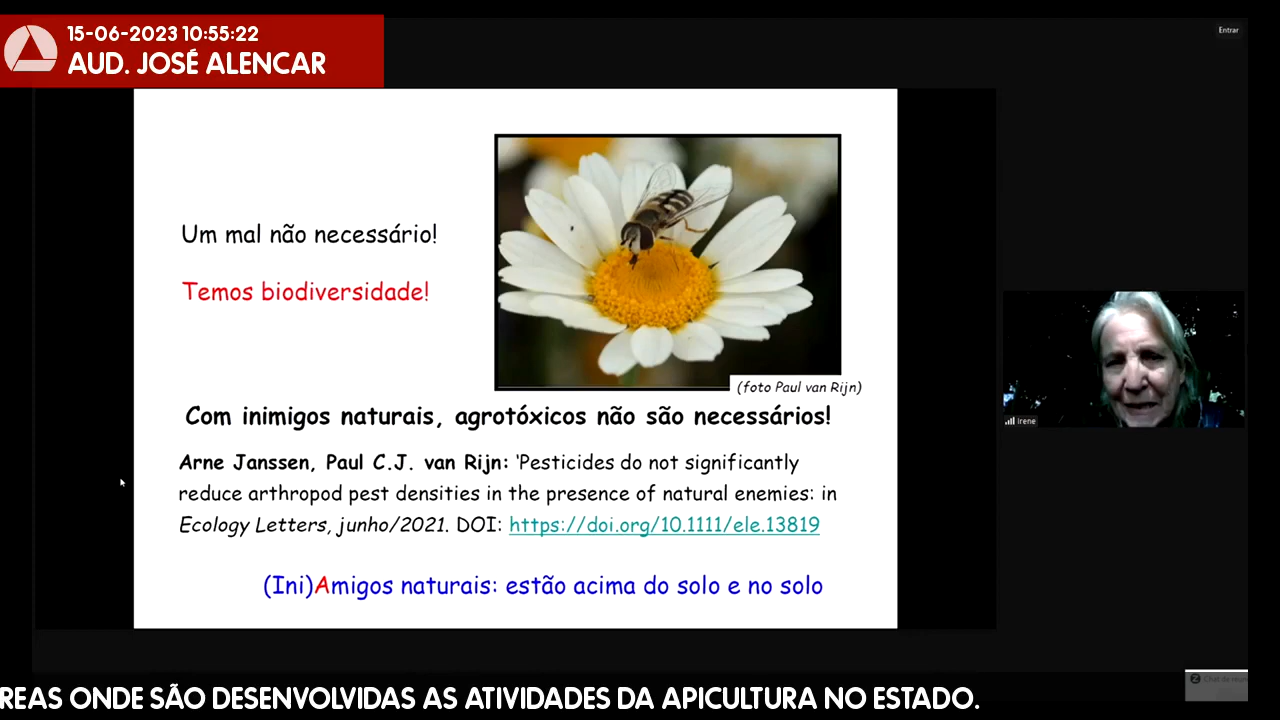 15-06-2023 10:55:22
AUD. JOSÉ ALENCAR
Entrar
Um mal não necessário!
Temos biodiversidade!
(foto Paul van Rijn)
Com inimigos naturais, agrotóxicos não são necessários!
Arne Janssen, Paul C.J. van Rijn: 'Pesticides do not significantly
reduce arthropod pest densities in the presence of natural enemies: in
Ecology Letters, junho/2021. DOI: https://doi.org/10.1111/ele.13819
(Ini)Amigos naturais: estão acima do solo e no solo
Irene
Chat de reun
REAS ONDE SÃO DESENVOLVIDAS AS ATIVIDADES DA APICULTURA NO ESTADO.